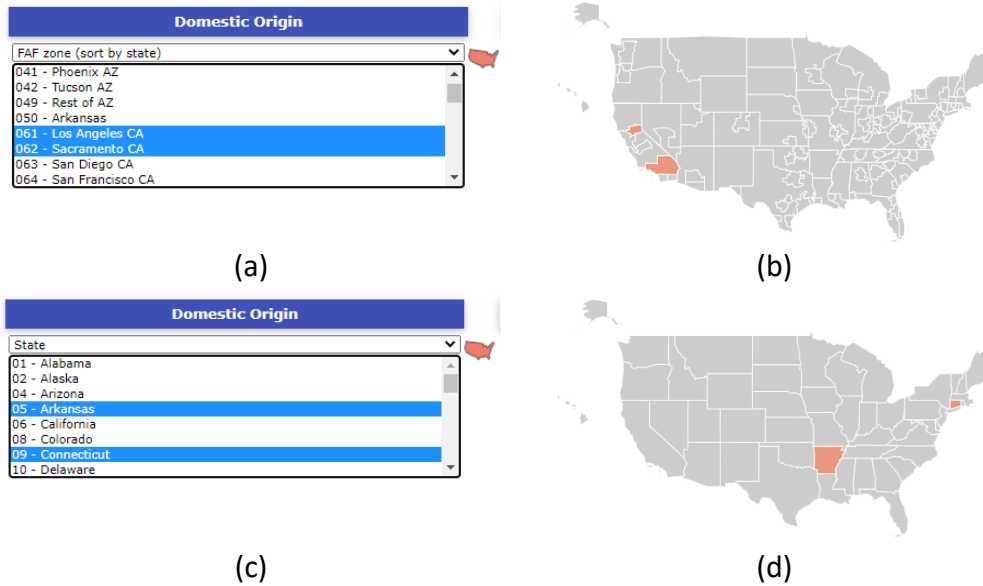 Domestic Origin
FAF zone (sort by state)
041 - Phoenix AZ
042 - Tucson AZ
049 - Rest of AZ
050 - Arkansas
061 - Los Angeles CA
062 - Sacramento CA
063 - San Diego CA
064 - San Francisco CA
(a)
(b)
Domestic Origin
State
01 - Alabama
02 - Alaska
04 - Arizona
05 - Arkansas
06 - California
08 - Colorado
09 - Connecticut
10 - Delaware
(c)
(d)